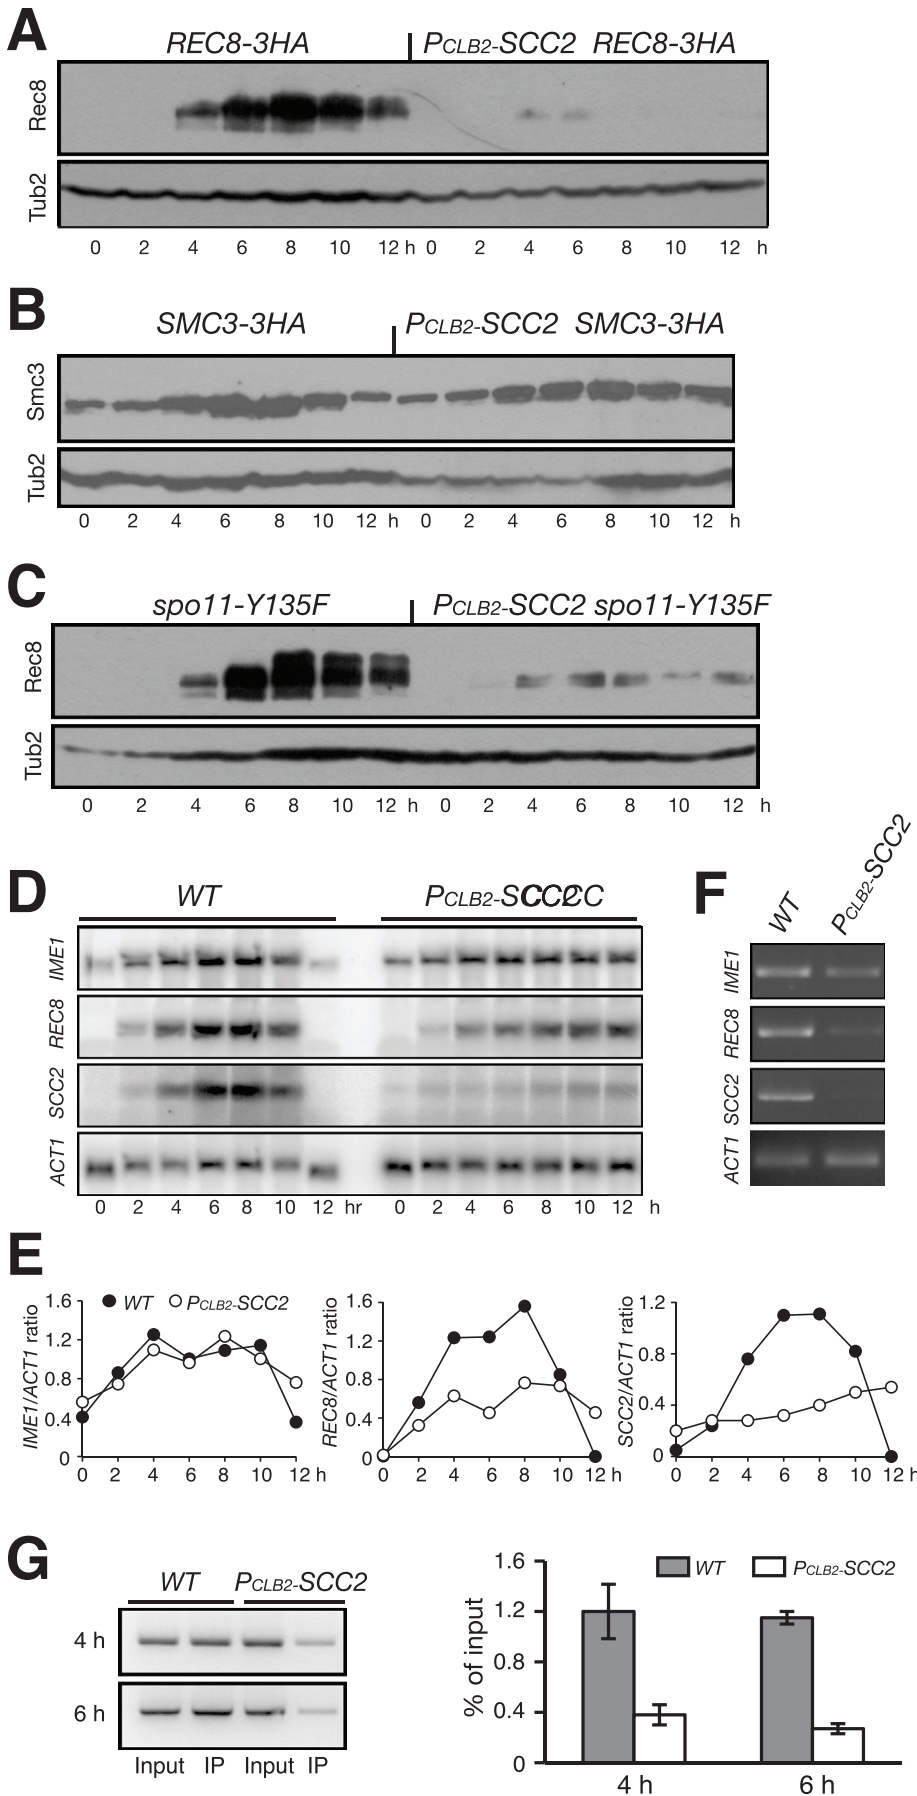 A
REC8-3HA PCLB2-SCC2 REC8-3HA
Rec8
Tub2
0 2 4 6 8 10 12 h 0 2 4 6 8 10 12 h
B
SMC3-3HA PCLB2-SCC2 SMC3-3HA
Smc3
Tub2
0 2 4 6 8 10 12 h 0 2 4 6 8 10 12 h
C
spo11-Y135F PCLB2-SCC2 spo11-Y135F
Rec8
Tub2
0 2 4 6 8 10 12 h 0 2 4 6 8 10 12 h
D
WT PCLB2-SCC2C
IME1
REC8
SCC2
ACT1
0 2 4 6 8 10 12 hr 0 2 4 6 8 10 12 h
F
WT PCLB2-SCC2
IME1
REC8
SCC2
ACT1
E
IME1/ACT1 ratio
1.6
1.2
0.8
0.4
0
WT PCLB2-SCC2
0 2 4 6 8 10 12 h
REC8/ACT1 ratio
1.6
1.2
0.8
0.4
0
0 2 4 6 8 10 12 h
SCC2/ACT1 ratio
1.2
0.8
0.4
0
0 2 4 6 8 10 12 h
G
WT PCLB2-SCC2
4 h
6 h
Input IP Input IP
% of input
1.6
1.2
0.8
0.4
0
WT PCLB2-SCC2
4 h 6 h